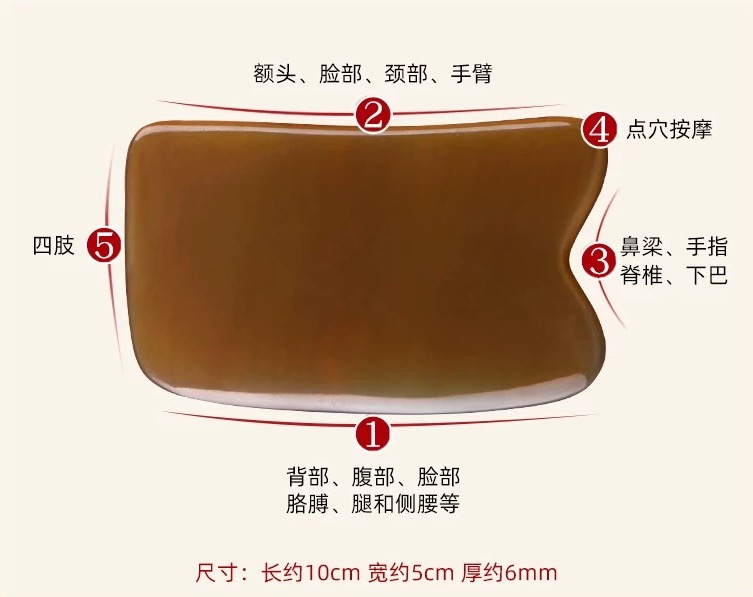 额头、脸部、颈部、手臂
2
4 点穴按摩
四肢 5
3 鼻梁、手指
脊椎、下巴
1
背部、腹部、脸部
胳膊、腿和侧腰等
尺寸：长约10cm 宽约5cm 厚约6mm